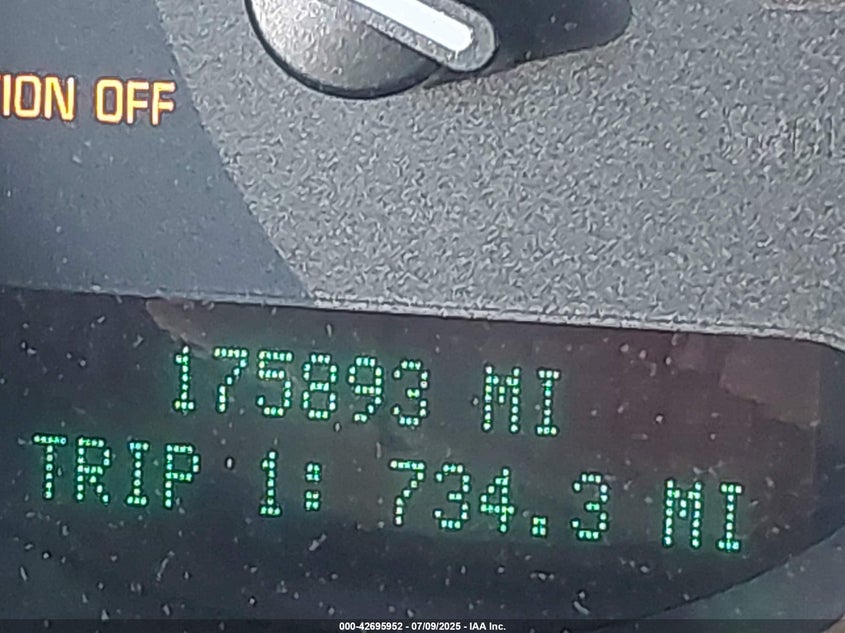 ION OFF
175893 MI
TRIP 1: 734.3 MI
000-42695952 - 07/09/2025 - IAA Inc.